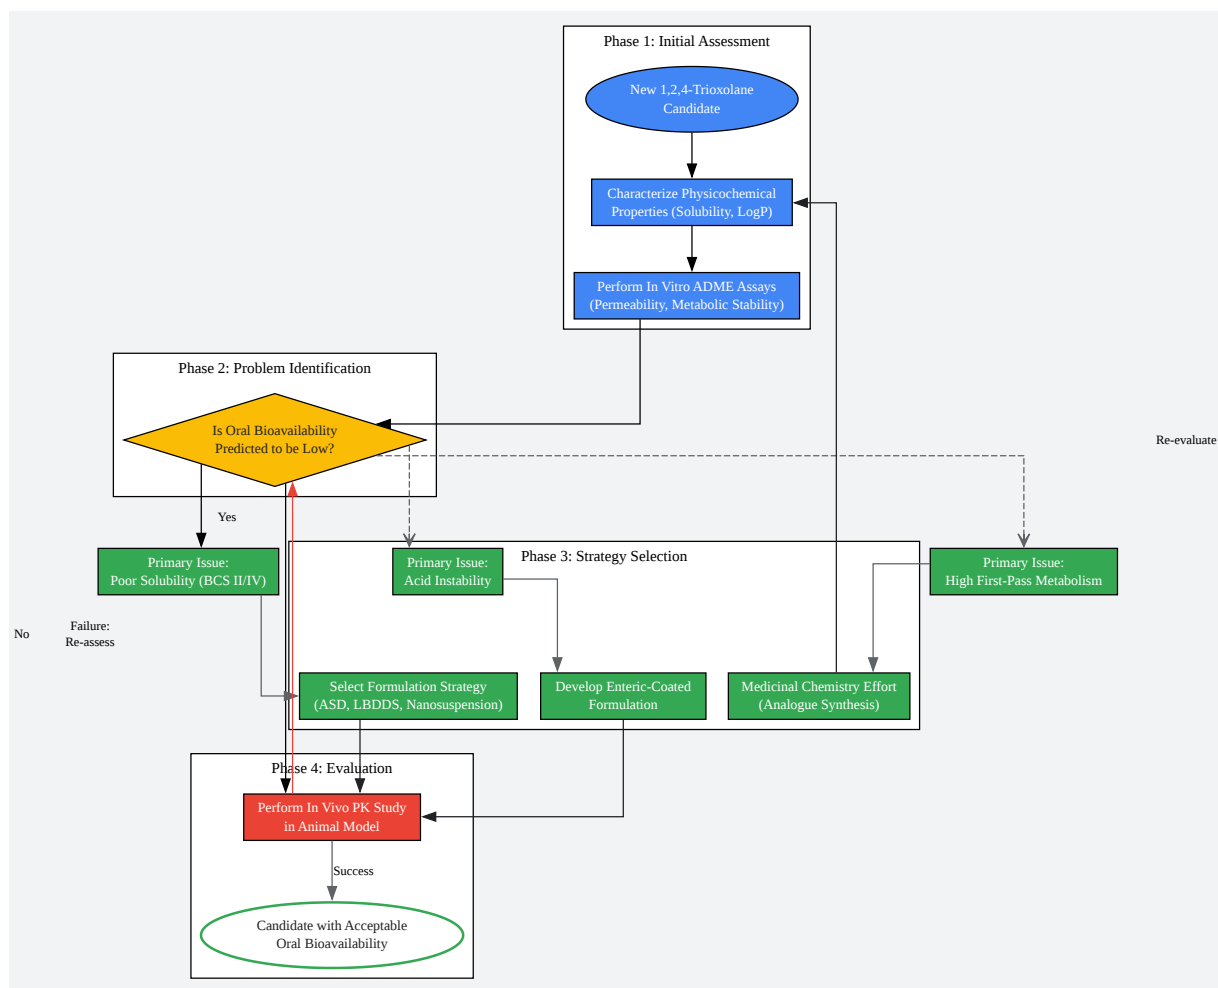 Phase 1: Initial Assessment
New 1,2,4-Trioxolane
Candidate
Characterize Physicochemical
Properties (Solubility, LogP)
Perform In Vitro ADME Assays
(Permeability, Metabolic Stability)
Phase 2: Problem Identification
Is Oral Bioavailability
Predicted to be Low?
Re-evaluate
Yes
Phase 3: Strategy Selection
Primary Issue:
Poor Solubility (BCS II/IV)
Primary Issue:
Acid Instability
Primary Issue:
High First-Pass Metabolism
No
Failure:
Re-assess
Select Formulation Strategy
(ASD, LBDDS, Nanosuspension)
Develop Enteric-Coated
Formulation
Medicinal Chemistry Effort
(Analogue Synthesis)
Phase 4: Evaluation
Perform In Vivo PK Study
in Animal Model
Success
Candidate with Acceptable
Oral Bioavailability